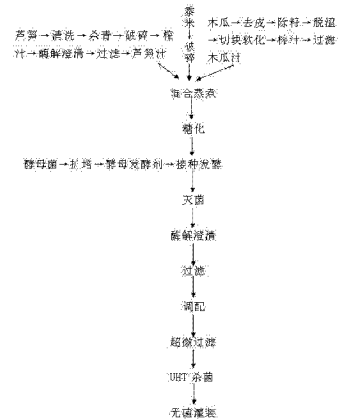 黍米
↓
破碎
芦笋→清洗→杀青→破碎→榨
汁→酶解澄清→过滤→芦笋汁
木瓜→去皮→除籽→脱涩
→切块软化→榨汁→过滤
木瓜汁
混合蒸煮
糖化
酵母菌→扩培→酵母发酵剂→接种发酵
灭菌
酶解澄清
过滤
调配
超微过滤
UHT 杀菌
无菌灌装